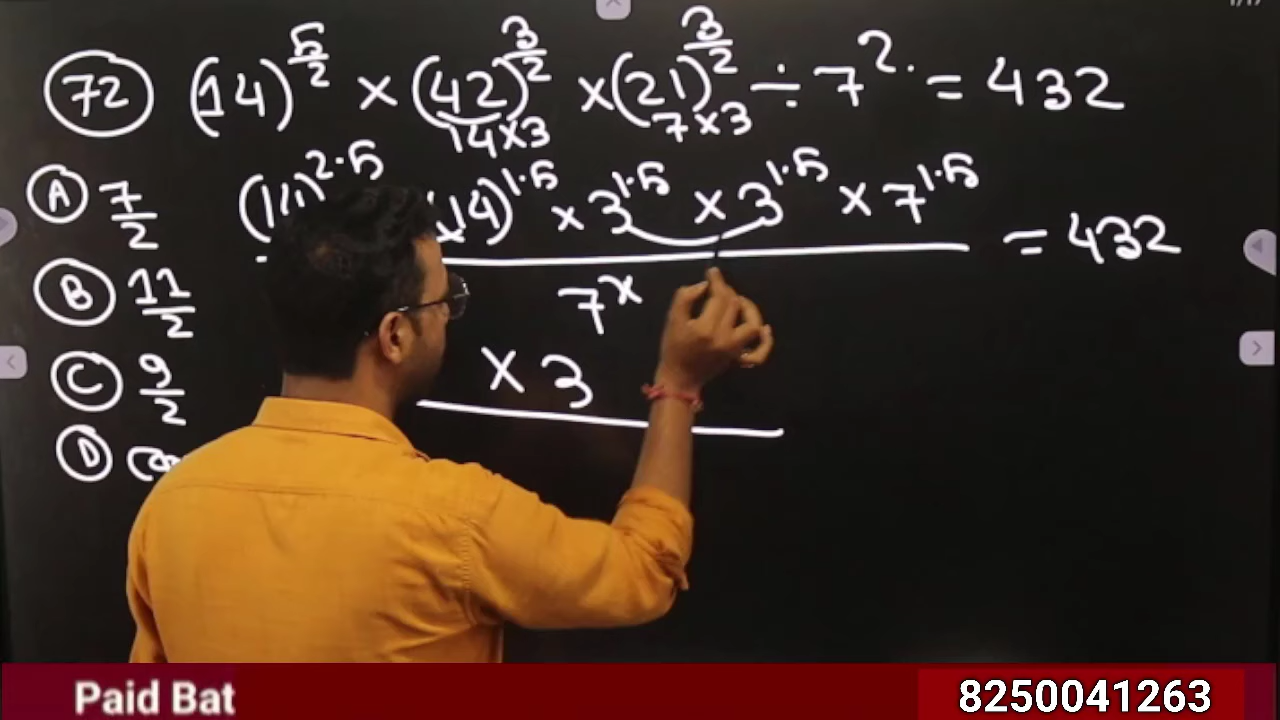 72 (14)^5/2 × (42)^3/2 × (21)^3/2 ÷ 7^2. = 432
14×3 7×3
(14)^2.5 14)^1.5 × 3^1.5 × 3^1.5 × 7^1.5 = 432
7^x
× 3
A 7/2
B 11/2
C 9/2
D
Paid Bat
8250041263